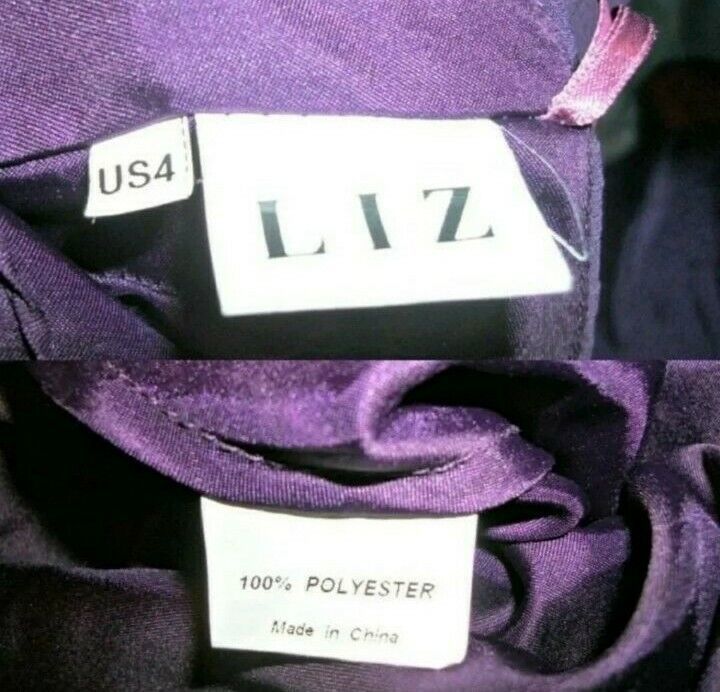 US4
LIZ
100% POLYESTER
Made in China